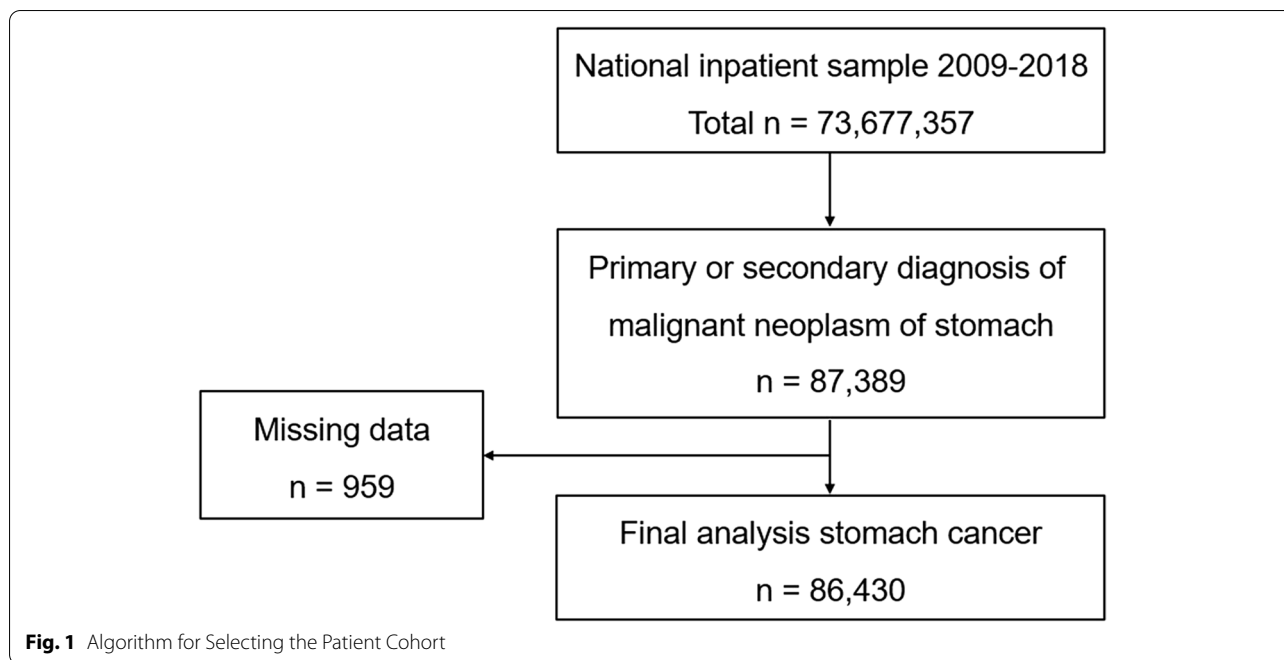 National inpatient sample 2009-2018
Total n = 73,677,357
Primary or secondary diagnosis of
malignant neoplasm of stomach
n = 87,389
Missing data
n = 959
Final analysis stomach cancer
n = 86,430
Fig. 1 Algorithm for Selecting the Patient Cohort